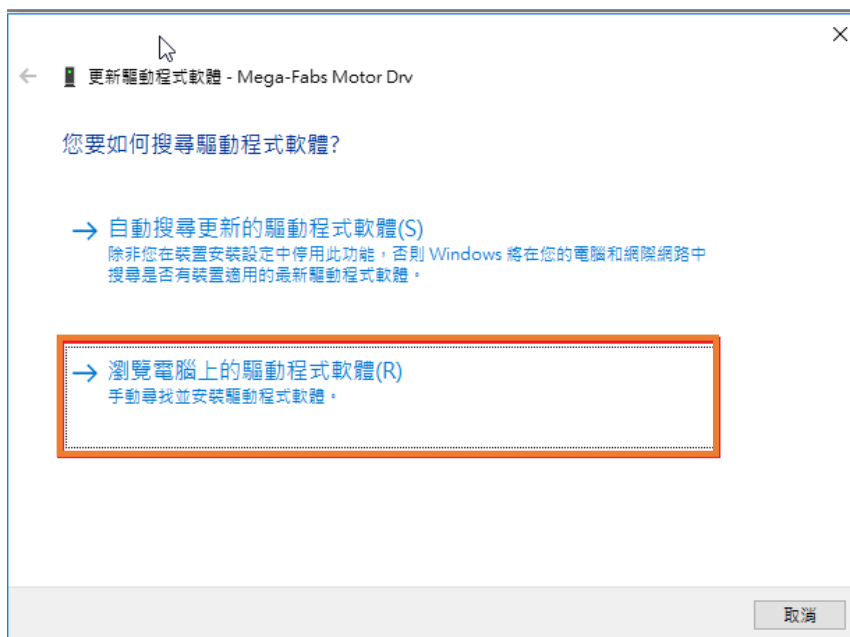 更新驅動程式軟體 - Mega-Fabs Motor Drv
您要如何搜尋驅動程式軟體?
自動搜尋更新的驅動程式軟體(S)
除非您在裝置安裝設定中停用此功能，否則 Windows 將在您的電腦和網際網路中
搜尋是否有裝置適用的最新驅動程式軟體。
瀏覽電腦上的驅動程式軟體(R)
手動尋找並安裝驅動程式軟體。
取消